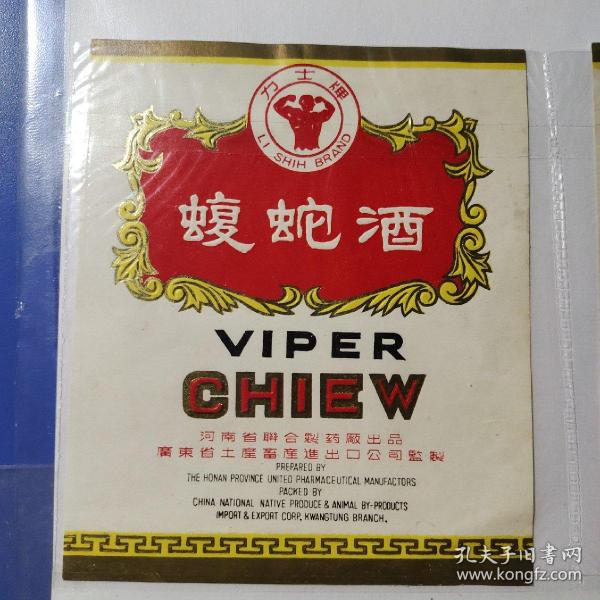 力士牌
LI SHIH BRAND
蝮蛇酒
VIPER
CHIEW
河南省聯合製药廠出品
廣東省土產畜產進出口公司監製
PREPARED BY
THE HONAN PROVINCE UNITED PHARMACEUTICAL MANUFACTORS
PACKED BY
CHINA NATIONAL NATIVE PRODUCE & ANIMAL BY-PRODUCTS
IMPORT & EXPORT CORP. KWANGTUNG BRANCH.
孔夫子旧書网
www.kongfz.com